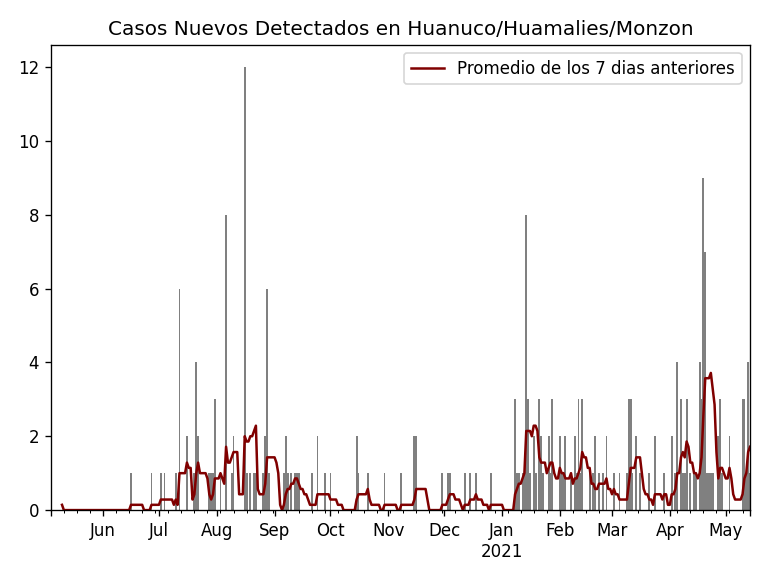 Casos Nuevos Detectados en Huanuco/Huamalies/Monzon
Promedio de los 7 dias anteriores
12
10
8
6
4
2
0
Jun Jul Aug Sep Oct Nov Dec Jan Feb Mar Apr May
2021